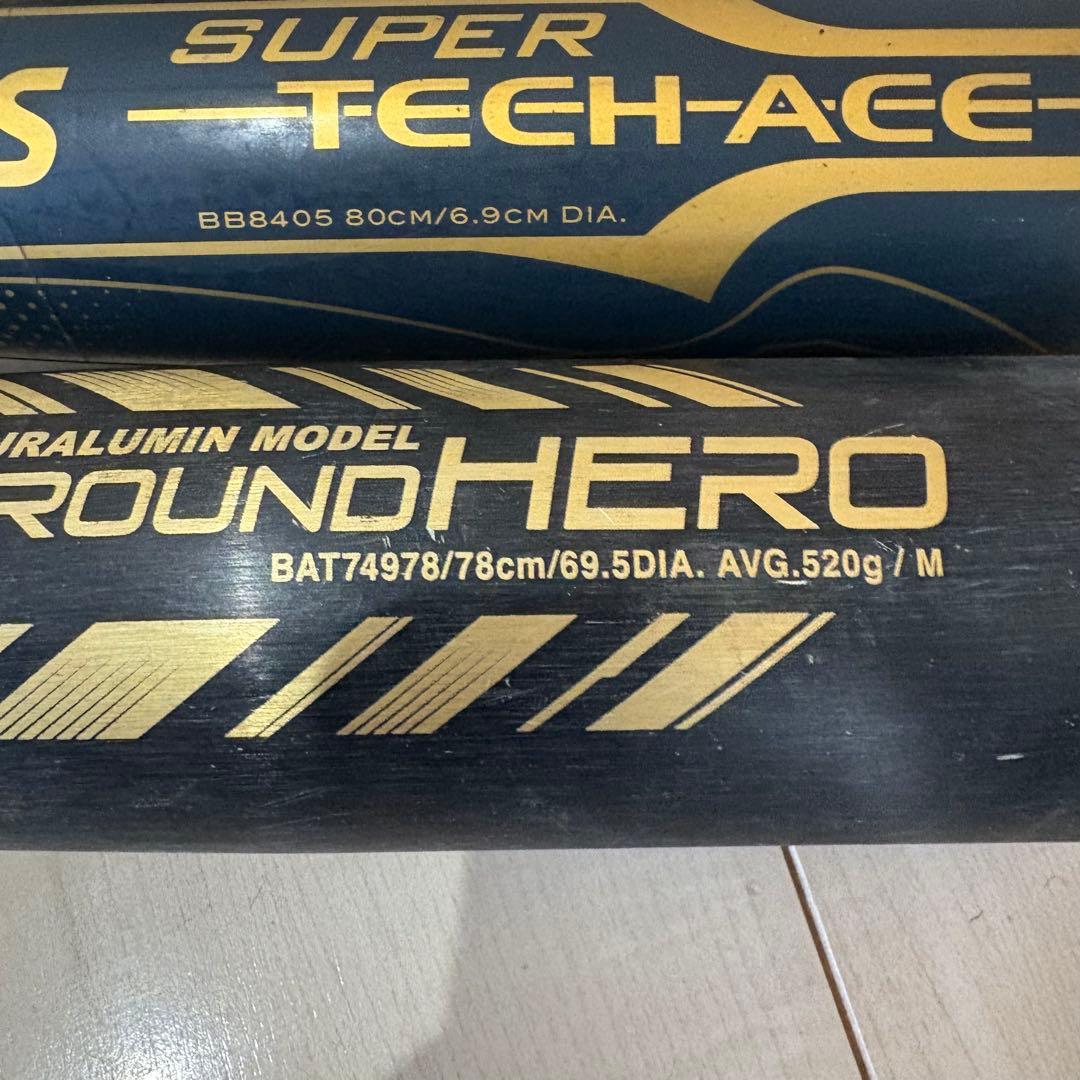 SUPER
S TECH-ACE
BB8405 80CM/6.9CM DIA.
URALUMIN MODEL
ROUNDHERO
BAT74978/78cm/69.5DIA. AVG.520g / M